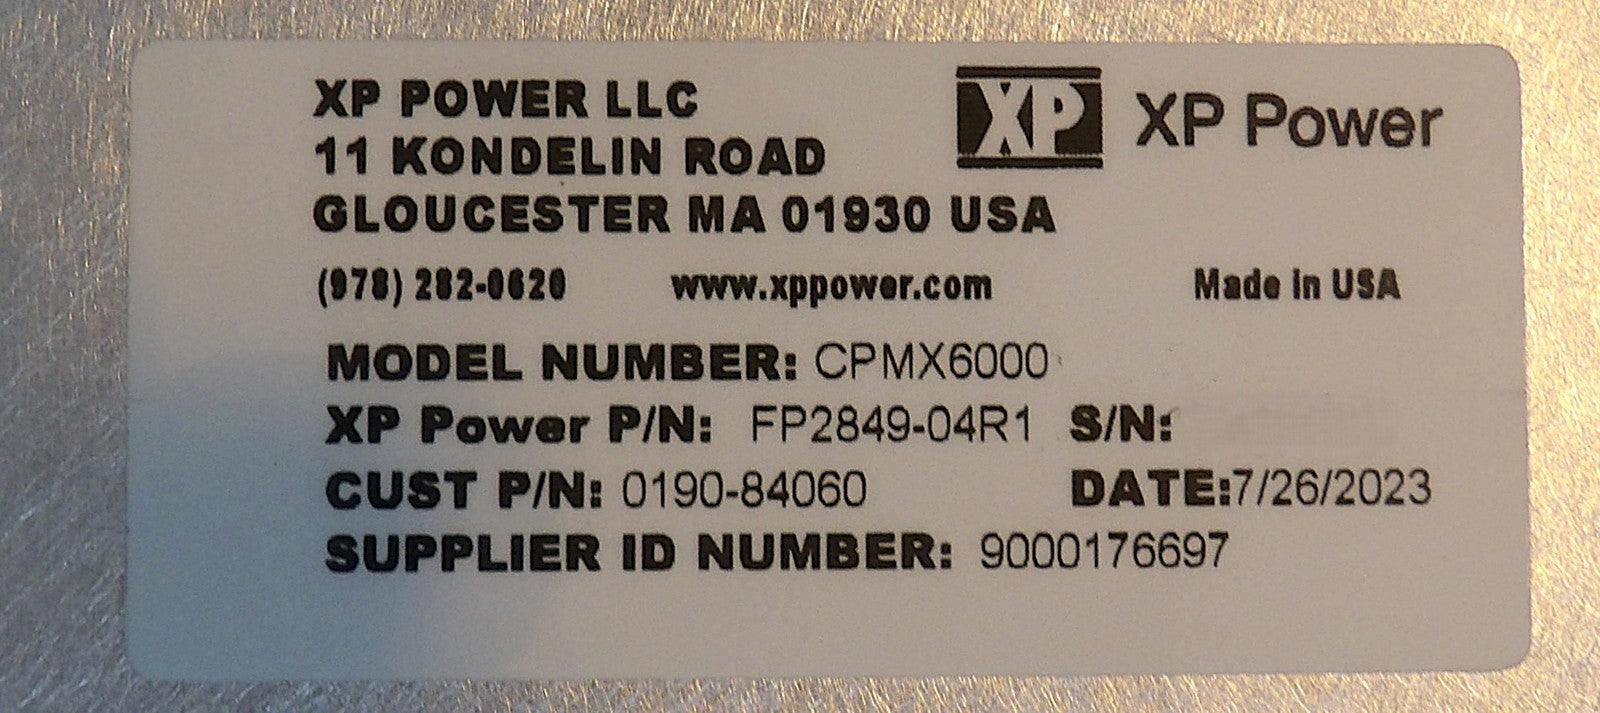 XP POWER LLC
11 KONDELIN ROAD
GLOUCESTER MA 01930 USA
XP XP Power
(978) 282-0620 www.xppower.com Made in USA
MODEL NUMBER: CPMX6000
XP Power P/N: FP2849-04R1 S/N:
CUST P/N: 0190-84060 DATE:7/26/2023
SUPPLIER ID NUMBER: 9000176697